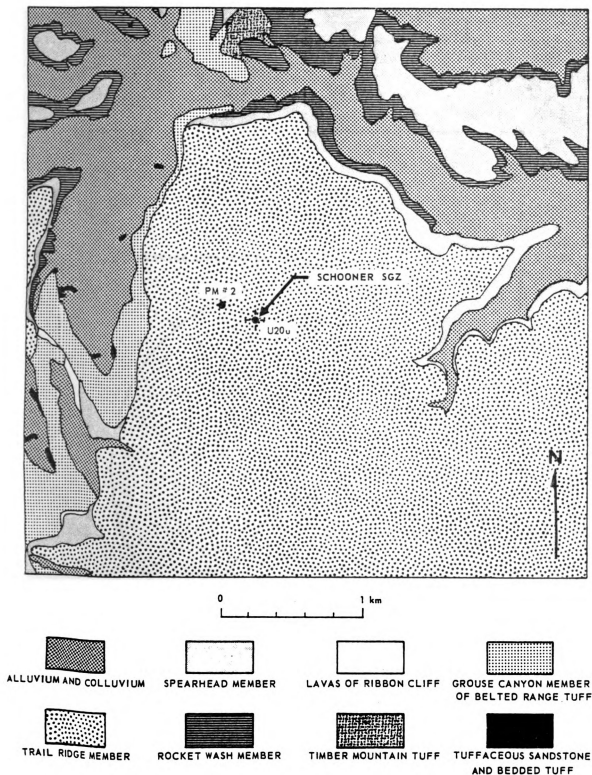 SCHOONER SGZ
PM #2
U20u
N
0 1 km
ALLUVIUM AND COLLUVIUM
SPEARHEAD MEMBER
LAVAS OF RIBBON CLIFF
GROUSE CANYON MEMBER
OF BELTED RANGE TUFF
TRAIL RIDGE MEMBER
ROCKET WASH MEMBER
TIMBER MOUNTAIN TUFF
TUFFACEOUS SANDSTONE
AND BEDDED TUFF